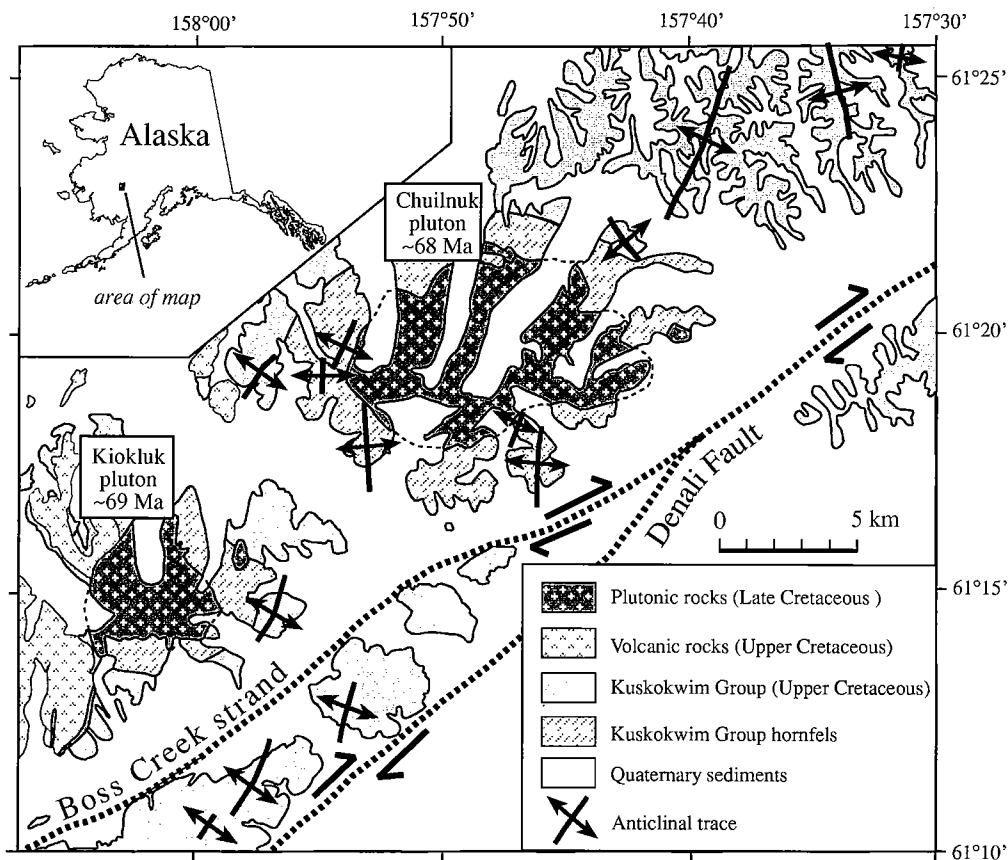 158°00'
157°50'
157°40'
157°30'
61°25'
Alaska
area of map
Chuilnuk
pluton
~68 Ma
61°20'
Kiokluk
pluton
~69 Ma
Denali Fault
0 5 km
61°15'
Boss Creek strand
Plutonic rocks (Late Cretaceous )
Volcanic rocks (Upper Cretaceous)
Kuskokwim Group (Upper Cretaceous)
Kuskokwim Group hornfels
Quaternary sediments
Anticlinal trace
61°10'